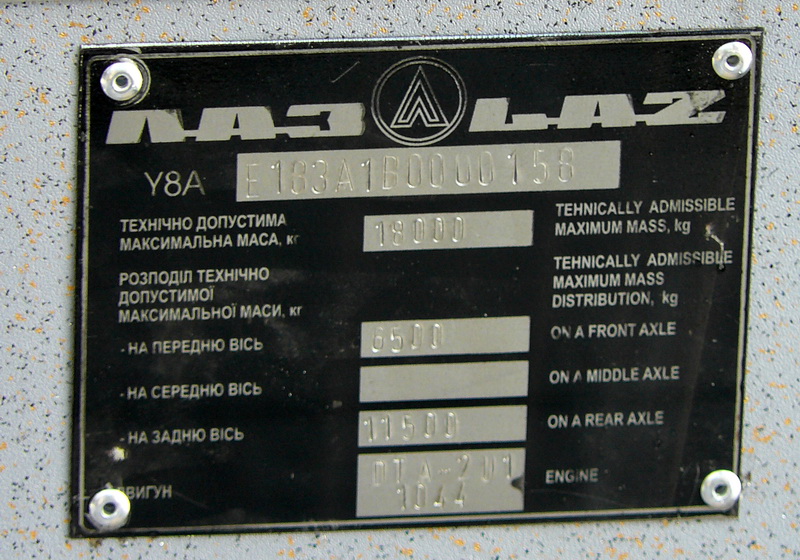 ЛАЗ LAZ
Y8A E183A1B0000158
ТЕХНІЧНО ДОПУСТИМА
МАКСИМАЛЬНА МАСА, кг
18000
TEHNICALLY ADMISSIBLE
MAXIMUM MASS, kg
РОЗПОДІЛ ТЕХНІЧНО
ДОПУСТИМОЇ
МАКСИМАЛЬНОЇ МАСИ, кг
TEHNICALLY ADMISSIBLE
MAXIMUM MASS
DISTRIBUTION, kg
- НА ПЕРЕДНЮ ВІСЬ 6500 ON A FRONT AXLE
- НА СЕРЕДНЮ ВІСЬ ON A MIDDLE AXLE
- НА ЗАДНЮ ВІСЬ 11500 ON A REAR AXLE
ДВИГУН ENGINE
1044